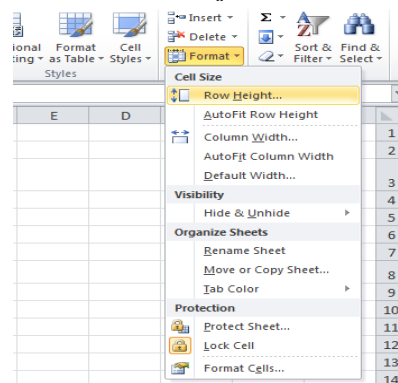 Insert
Delete
Format
Σ
Format as Table
Cell Styles
Sort & Filter
Find & Select
Styles
Cell Size
Row Height...
AutoFit Row Height
Column Width...
AutoFit Column Width
Default Width...
Visibility
Hide & Unhide
Organize Sheets
Rename Sheet
Move or Copy Sheet...
Tab Color
Protection
Protect Sheet...
Lock Cell
Format Cells...
E D
1
2
3
4
5
6
7
8
9
10
11
12
13
14